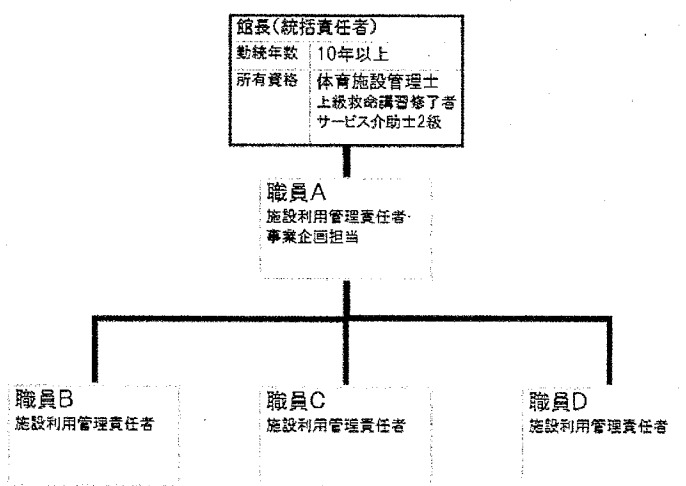 館長(統括責任者)
勤続年数 10年以上
所有資格 体育施設管理士
上級救命講習修了者
サービス介助士2級
職員A
施設利用管理責任者・
事業企画担当
職員B
施設利用管理責任者
職員C
施設利用管理責任者
職員D
施設利用管理責任者